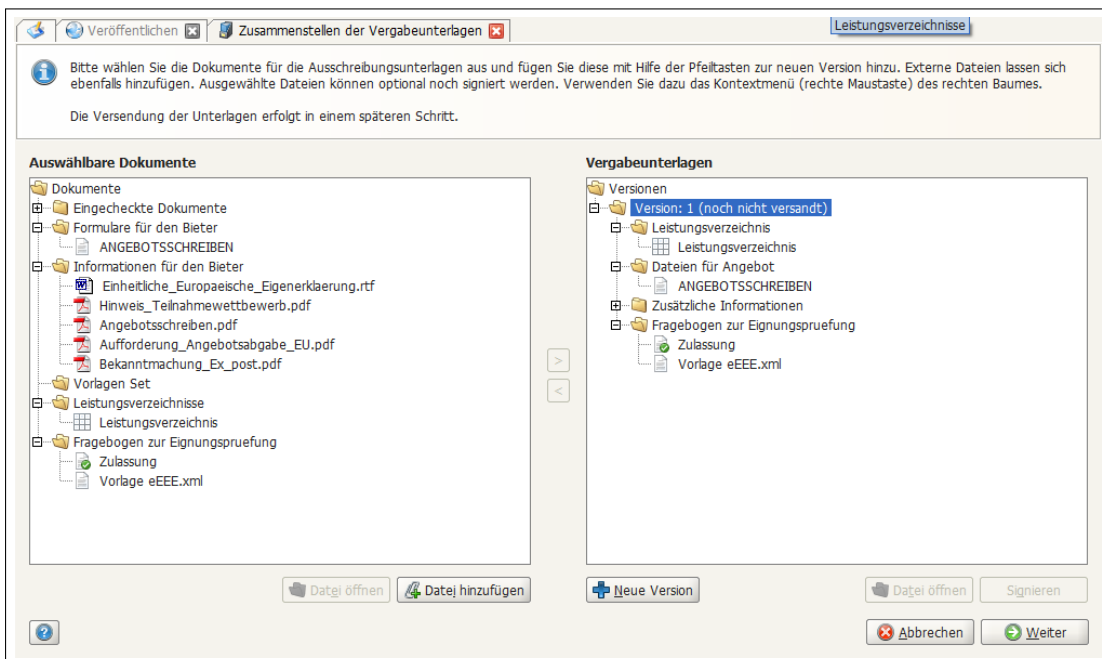 Veröffentlichen
Zusammenstellen der Vergabeunterlagen
Leistungsverzeichnisse
Bitte wählen Sie die Dokumente für die Ausschreibungsunterlagen aus und fügen Sie diese mit Hilfe der Pfeiltasten zur neuen Version hinzu. Externe Dateien lassen sich
ebenfalls hinzufügen. Ausgewählte Dateien können optional noch signiert werden. Verwenden Sie dazu das Kontextmenü (rechte Maustaste) des rechten Baumes.
Die Versendung der Unterlagen erfolgt in einem späteren Schritt.
Auswählbare Dokumente
Dokumente
Eingecheckte Dokumente
Formulare für den Bieter
ANGEBOTSSCHREIBEN
Informationen für den Bieter
Einheitliche_Europaeische_Eigenerklaerung.rtf
Hinweis_Teilnahmewettbewerb.pdf
Angebotsschreiben.pdf
Aufforderung_Angebotsabgabe_EU.pdf
Bekanntmachung_Ex_post.pdf
Vorlagen Set
Leistungsverzeichnisse
Leistungsverzeichnis
Fragebogen zur Eignungspruefung
Zulassung
Vorlage eEEE.xml
Datei öffnen
Datei hinzufügen
>
<
Vergabeunterlagen
Versionen
Version: 1 (noch nicht versandt)
Leistungsverzeichnis
Leistungsverzeichnis
Dateien für Angebot
ANGEBOTSSCHREIBEN
Zusätzliche Informationen
Fragebogen zur Eignungspruefung
Zulassung
Vorlage eEEE.xml
Neue Version
Datei öffnen
Signieren
?
Abbrechen
Weiter